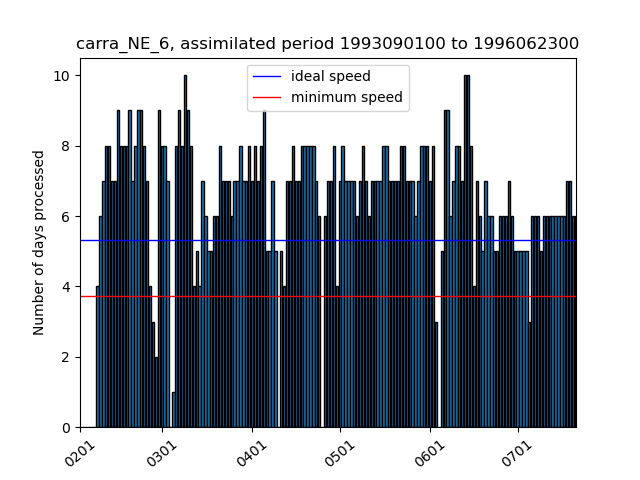 carra_NE_6, assimilated period 1993090100 to 1996062300
ideal speed
minimum speed
Number of days processed
10
8
6
4
2
0
0201 0301 0401 0501 0601 0701